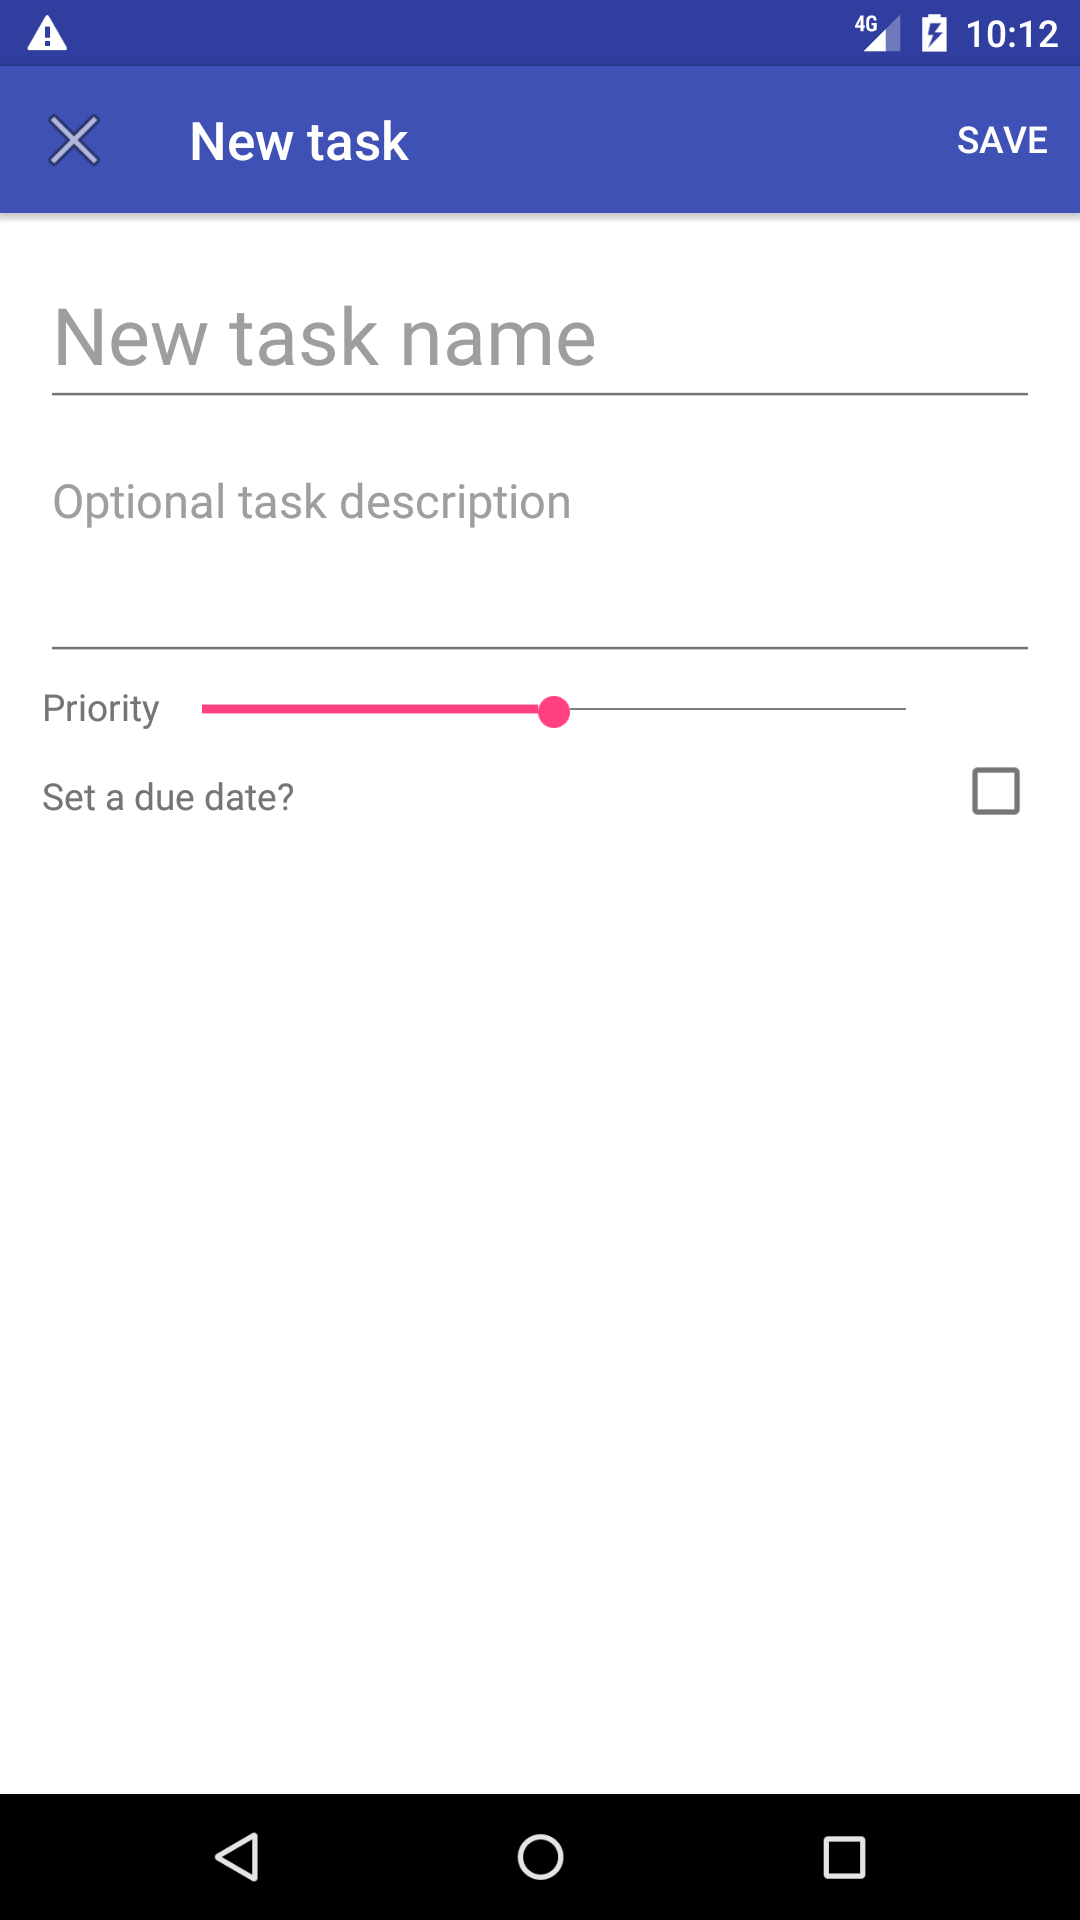 4G 10:12
New task SAVE
New task name
Optional task description
Priority
Set a due date?